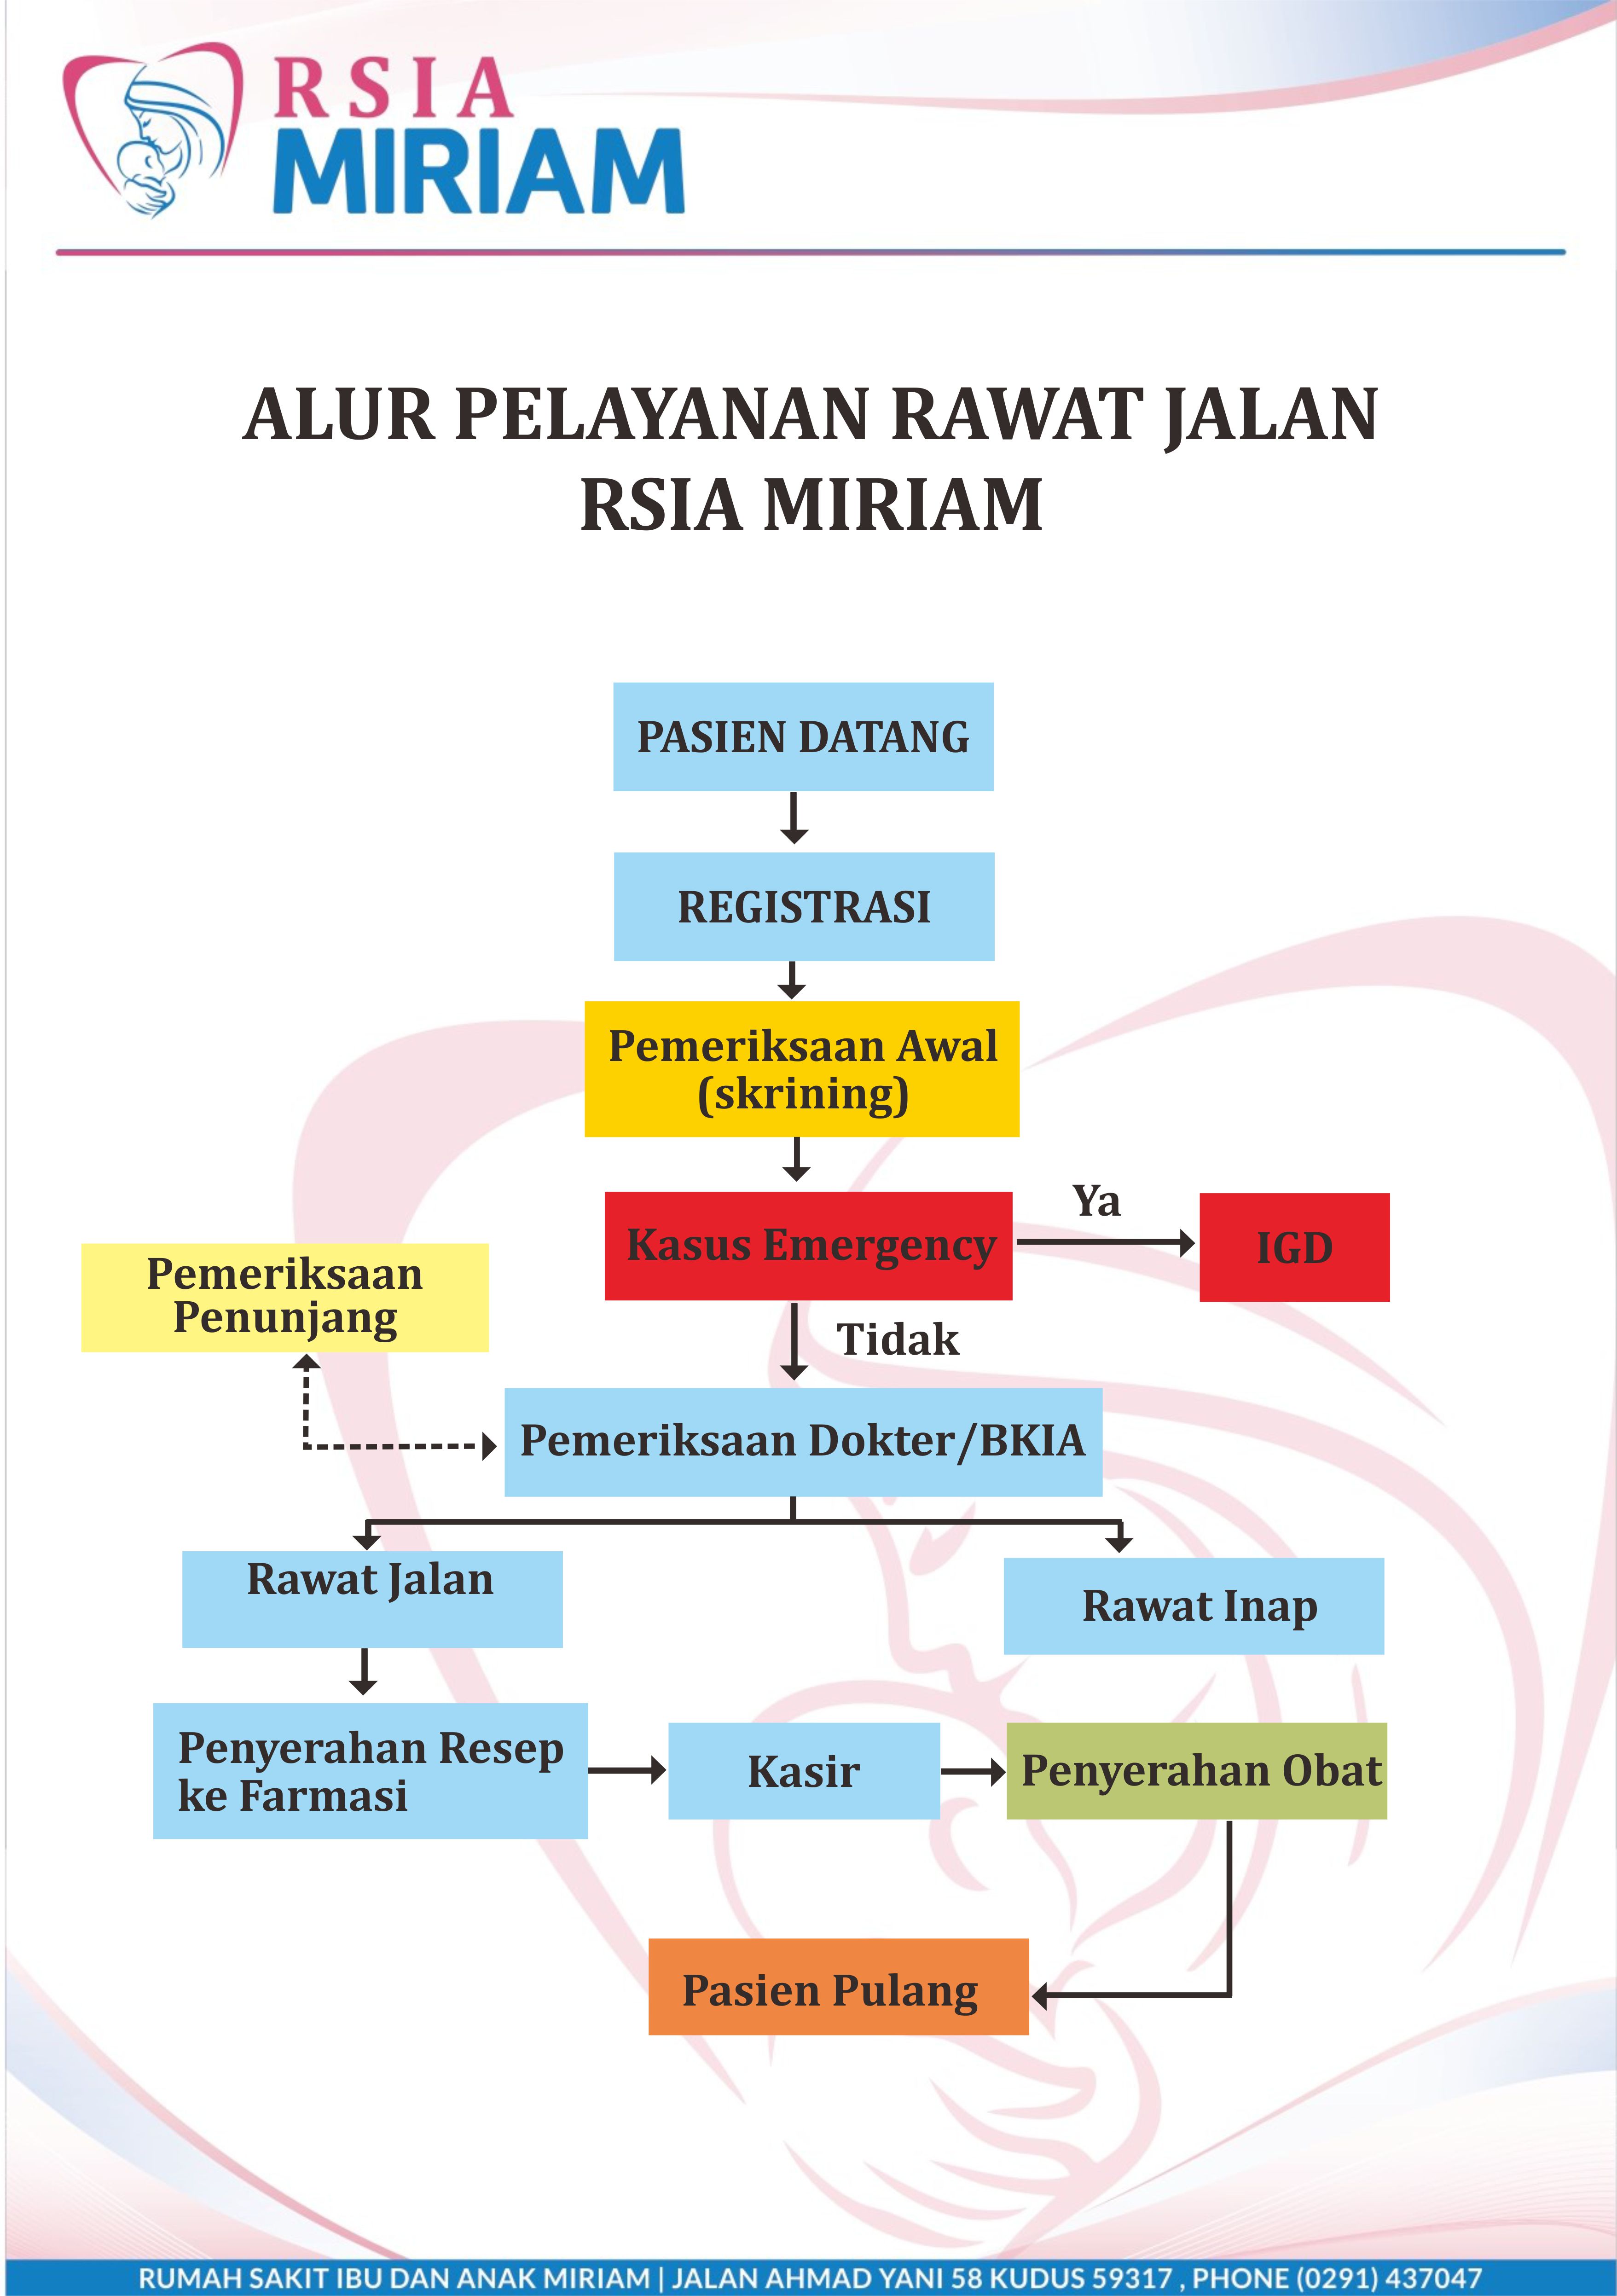 RSIA
MIRIAM
ALUR PELAYANAN RAWAT JALAN
RSIA MIRIAM
PASIEN DATANG
REGISTRASI
Pemeriksaan Awal
(skrining)
Kasus Emergency
Ya
IGD
Pemeriksaan
Penunjang
Tidak
Pemeriksaan Dokter/BKIA
Rawat Jalan
Rawat Inap
Penyerahan Resep
ke Farmasi
Kasir
Penyerahan Obat
Pasien Pulang
RUMAH SAKIT IBU DAN ANAK MIRIAM | JALAN AHMAD YANI 58 KUDUS 59317 , PHONE (0291) 437047